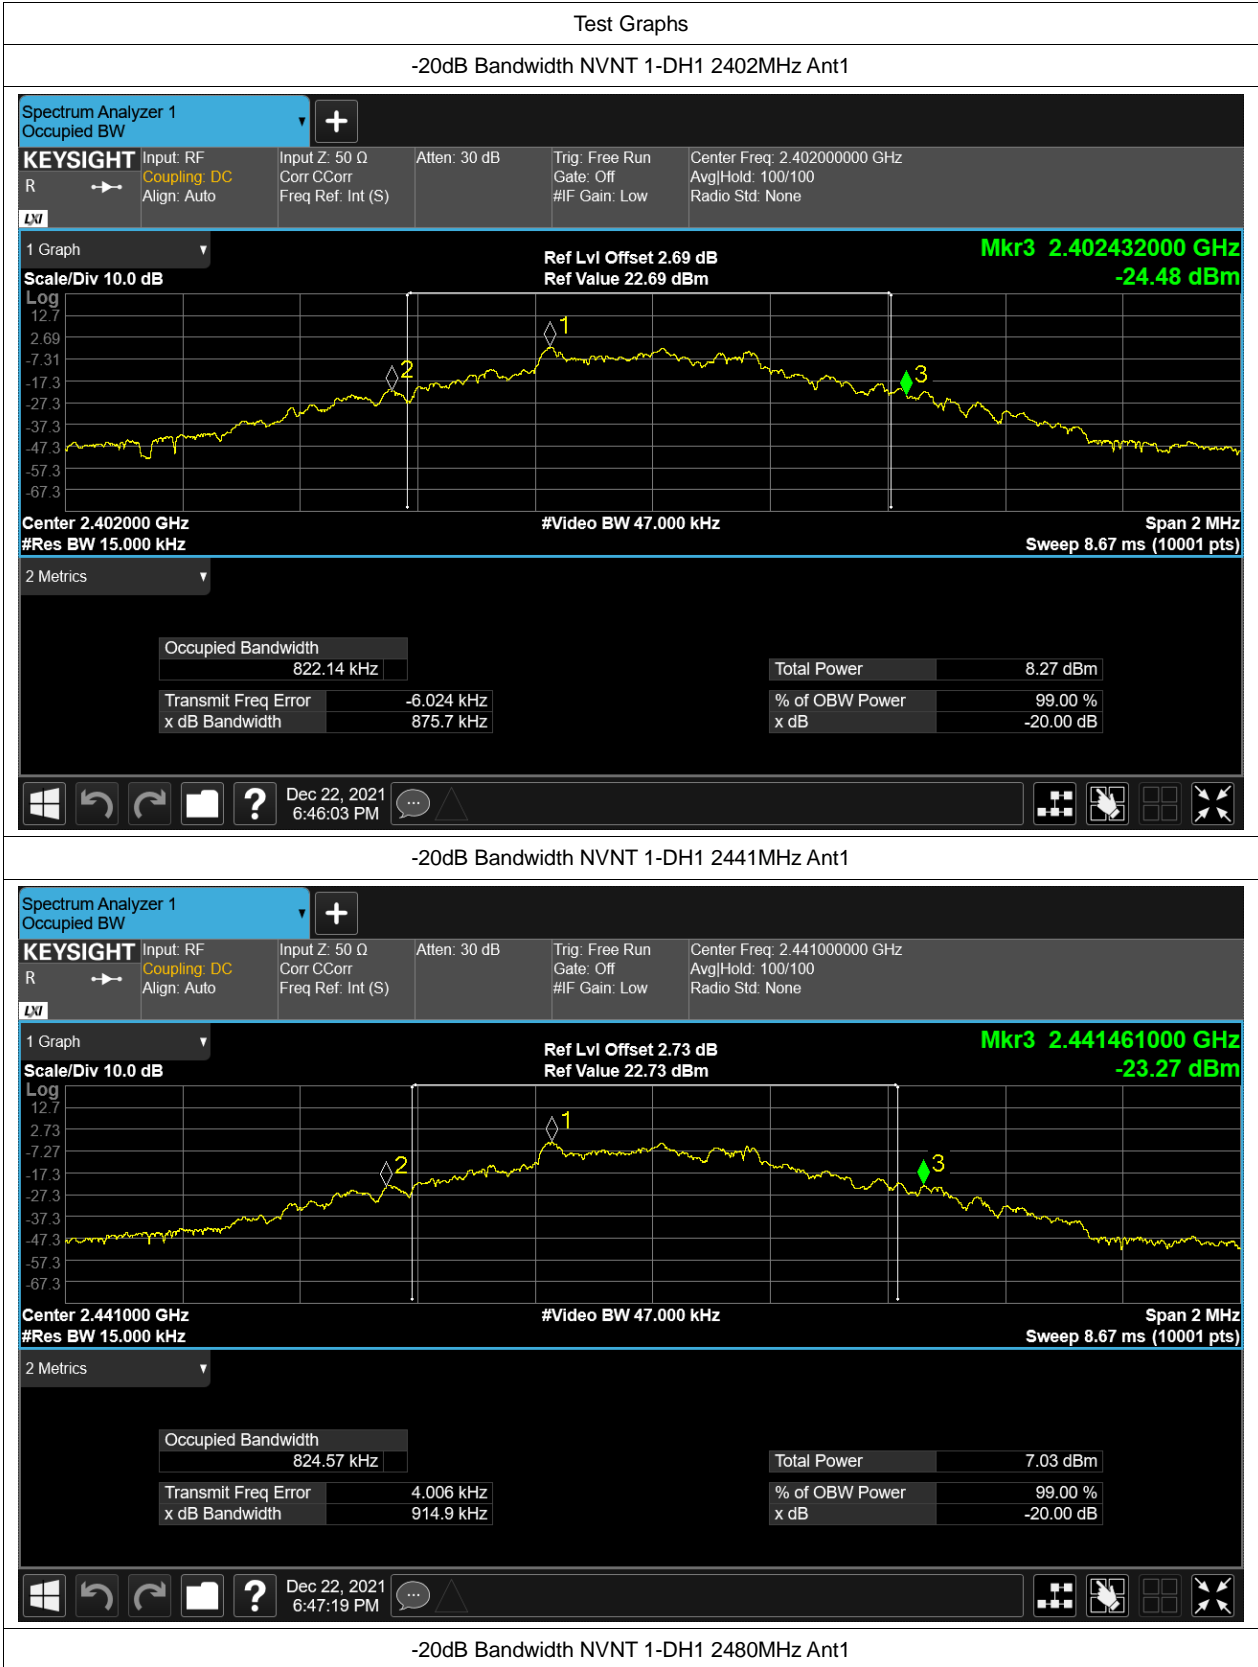 Test Graphs
-20dB Bandwidth NVNT 1-DH1 2402MHz Ant1
Spectrum Analyzer 1
Occupied BW
KEYSIGHT Input: RF Input Z: 50 Ω Atten: 30 dB Trig: Free Run Center Freq: 2.402000000 GHz
R Coupling: DC Corr CCorr Gate: Off Avg|Hold: 100/100
Align: Auto Freq Ref: Int (S) #IF Gain: Low Radio Std: None
LXI
1 Graph
Ref Lvl Offset 2.69 dB
Mkr3 2.402432000 GHz
Scale/Div 10.0 dB Ref Value 22.69 dBm -24.48 dBm
Log
12.7
2.69
-7.31
-17.3
-27.3
-37.3
-47.3
-57.3
-67.3
1
2
3
Center 2.402000 GHz #Video BW 47.000 kHz Span 2 MHz
#Res BW 15.000 kHz Sweep 8.67 ms (10001 pts)
2 Metrics
Occupied Bandwidth
822.14 kHz Total Power 8.27 dBm
Transmit Freq Error -6.024 kHz % of OBW Power 99.00 %
x dB Bandwidth 875.7 kHz x dB -20.00 dB
Dec 22, 2021
6:46:03 PM
-20dB Bandwidth NVNT 1-DH1 2441MHz Ant1
Spectrum Analyzer 1
Occupied BW
KEYSIGHT Input: RF Input Z: 50 Ω Atten: 30 dB Trig: Free Run Center Freq: 2.441000000 GHz
R Coupling: DC Corr CCorr Gate: Off Avg|Hold: 100/100
Align: Auto Freq Ref: Int (S) #IF Gain: Low Radio Std: None
LXI
1 Graph
Ref Lvl Offset 2.73 dB
Mkr3 2.441461000 GHz
Scale/Div 10.0 dB Ref Value 22.73 dBm -23.27 dBm
Log
12.7
2.73
-7.27
-17.3
-27.3
-37.3
-47.3
-57.3
-67.3
1
2
3
Center 2.441000 GHz #Video BW 47.000 kHz Span 2 MHz
#Res BW 15.000 kHz Sweep 8.67 ms (10001 pts)
2 Metrics
Occupied Bandwidth
824.57 kHz Total Power 7.03 dBm
Transmit Freq Error 4.006 kHz % of OBW Power 99.00 %
x dB Bandwidth 914.9 kHz x dB -20.00 dB
Dec 22, 2021
6:47:19 PM
-20dB Bandwidth NVNT 1-DH1 2480MHz Ant1